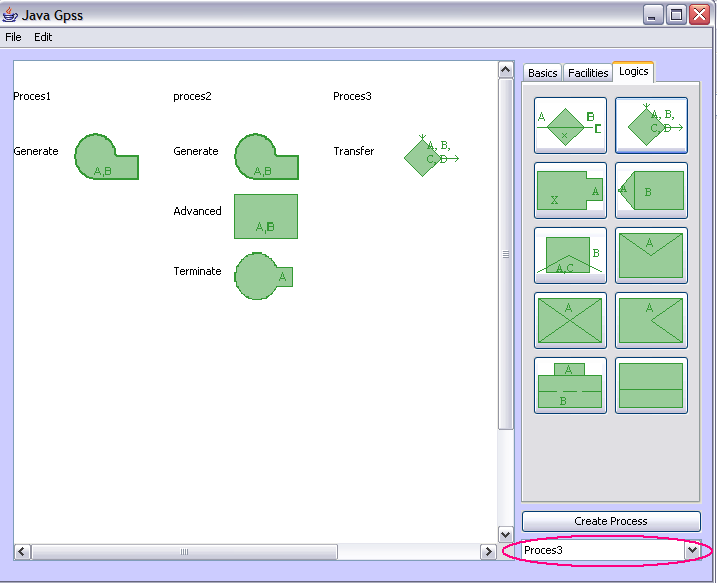 Java Gpss
File Edit
Proces1 proces2 Proces3
Generate A,B Generate A,B Transfer A, B,
C, D
Advanced A,B
Terminate A
Basics Facilities Logics
A B
E
x
A, B,
C, D
X A
A B
B
A,C
A
A
A
A
B
Create Process
Proces3